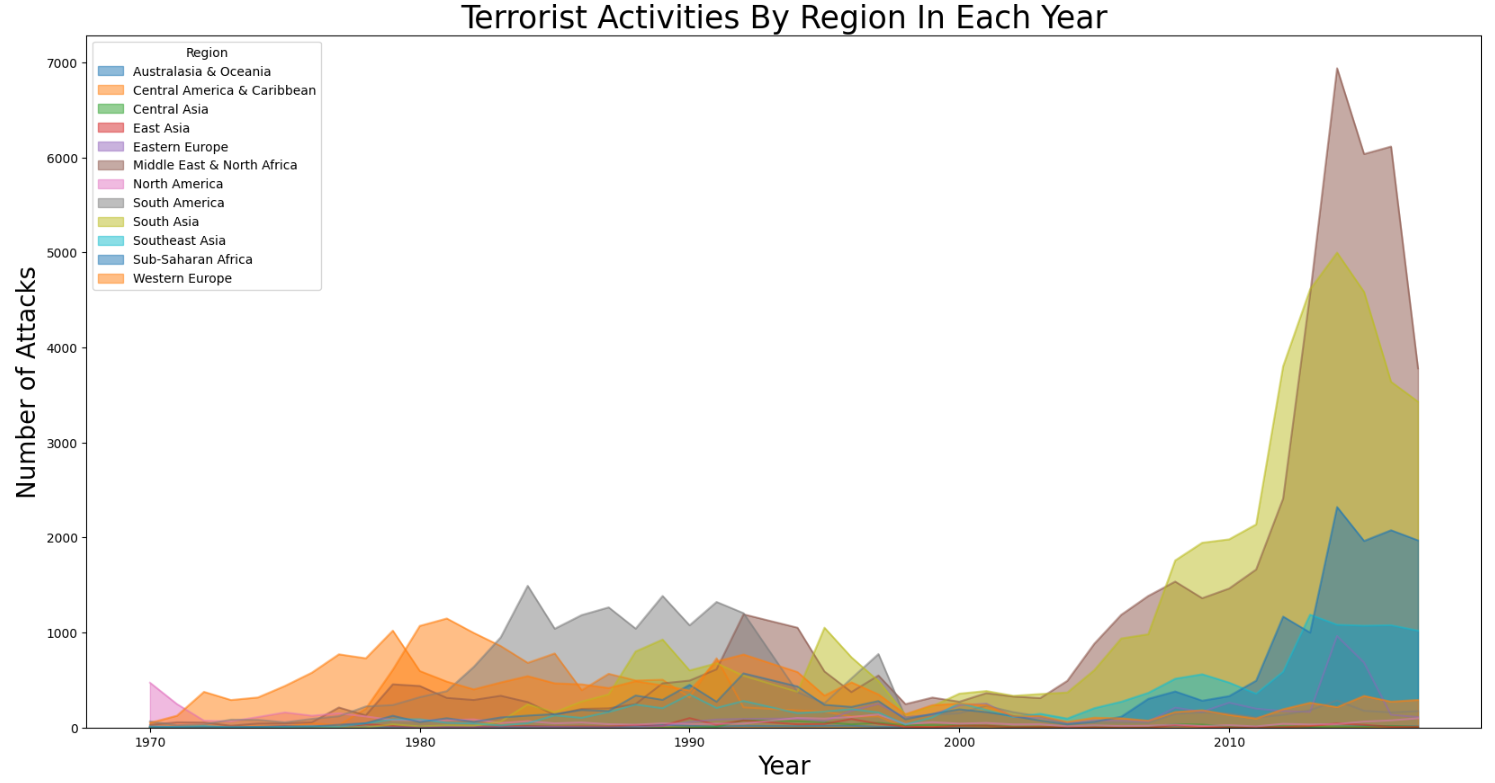 Terrorist Activities By Region In Each Year
Region
Australasia & Oceania
Central America & Caribbean
Central Asia
East Asia
Eastern Europe
Middle East & North Africa
North America
South America
South Asia
Southeast Asia
Sub-Saharan Africa
Western Europe
7000
6000
5000
4000
3000
2000
1000
0
Number of Attacks
1970 1980 1990 2000 2010
Year